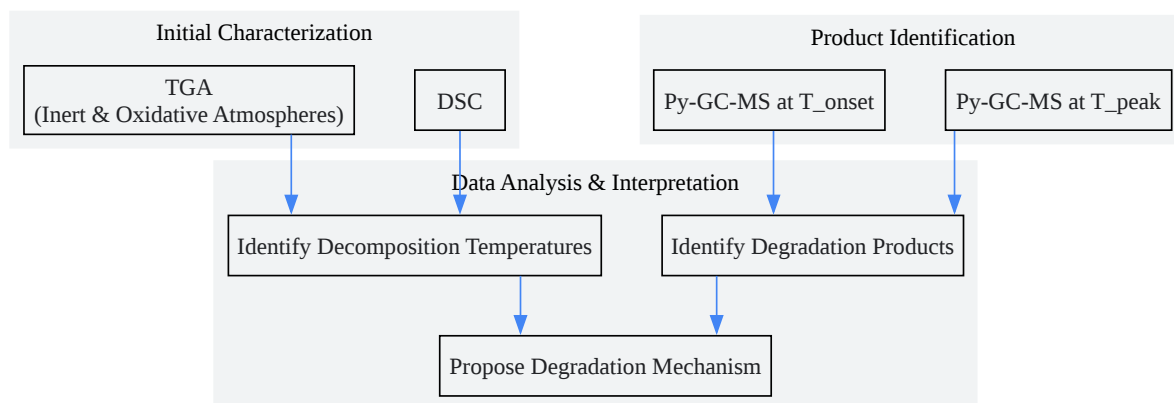 Initial Characterization
TGA
(Inert & Oxidative Atmospheres)
DSC
Product Identification
Py-GC-MS at T_onset
Py-GC-MS at T_peak
Data Analysis & Interpretation
Identify Decomposition Temperatures
Identify Degradation Products
Propose Degradation Mechanism